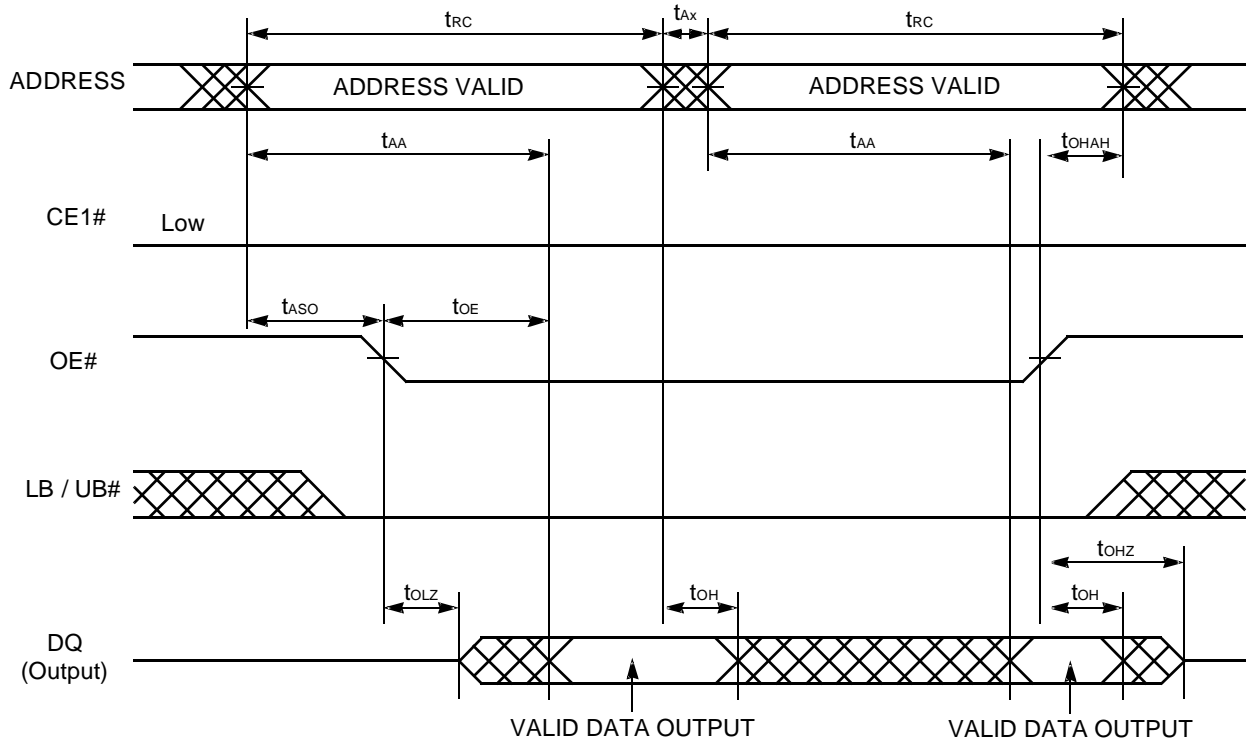 tRC tAx tRC
ADDRESS ADDRESS VALID ADDRESS VALID
tAA tAA tOHAH
CE1# Low
tASO tOE
OE#
LB / UB#
tOHZ
tOLZ tOH tOH
DQ
(Output)
VALID DATA OUTPUT VALID DATA OUTPUT